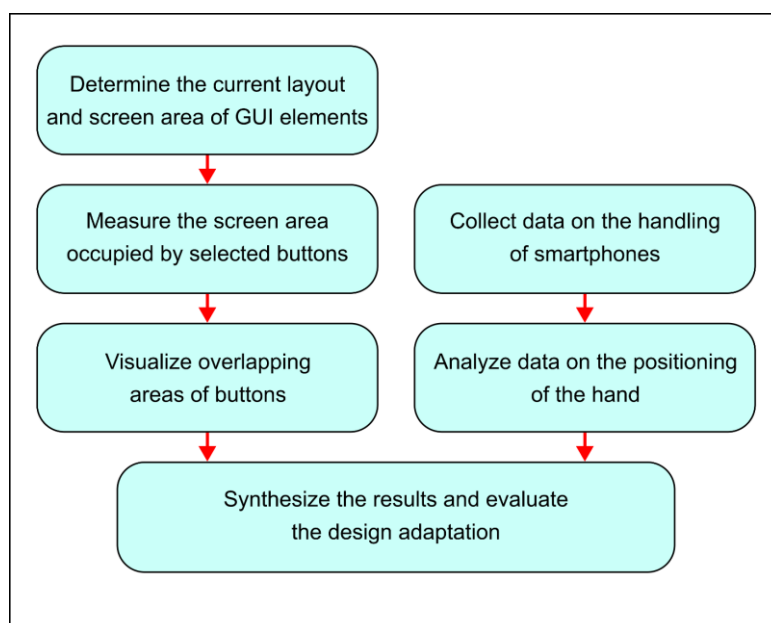 Determine the current layout
and screen area of GUI elements
Measure the screen area
occupied by selected buttons
Collect data on the handling
of smartphones
Visualize overlapping
areas of buttons
Analyze data on the positioning
of the hand
Synthesize the results and evaluate
the design adaptation